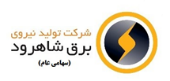 شرکت تولید نیروی
برق شاهرود
(سهامی عام)